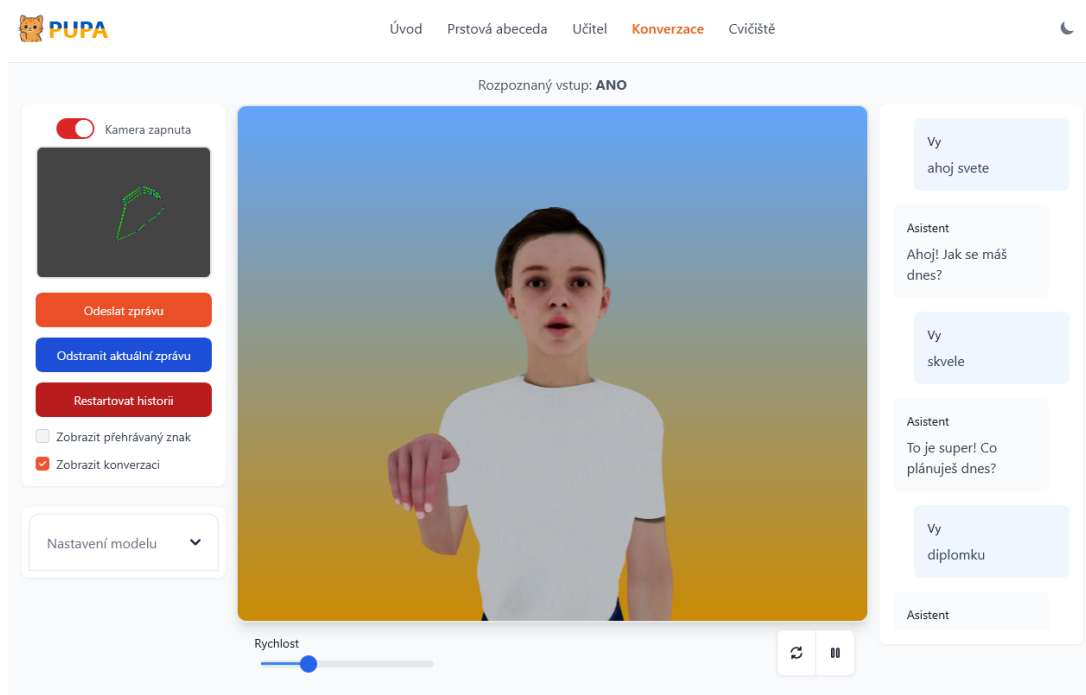 PUPA
Úvod Prstová abeceda Učitel Konverzace Cvičiště
Rozpoznaný vstup: ANO
Kamera zapnuta
Odeslat zprávu
Odstranit aktuální zprávu
Restartovat historii
Zobrazit přehrávaný znak
Zobrazit konverzaci
Nastavení modelu
Rychlost
Vy
ahoj svete
Asistent
Ahoj! Jak se máš
dnes?
Vy
skvele
Asistent
To je super! Co
plánuješ dnes?
Vy
diplomku
Asistent